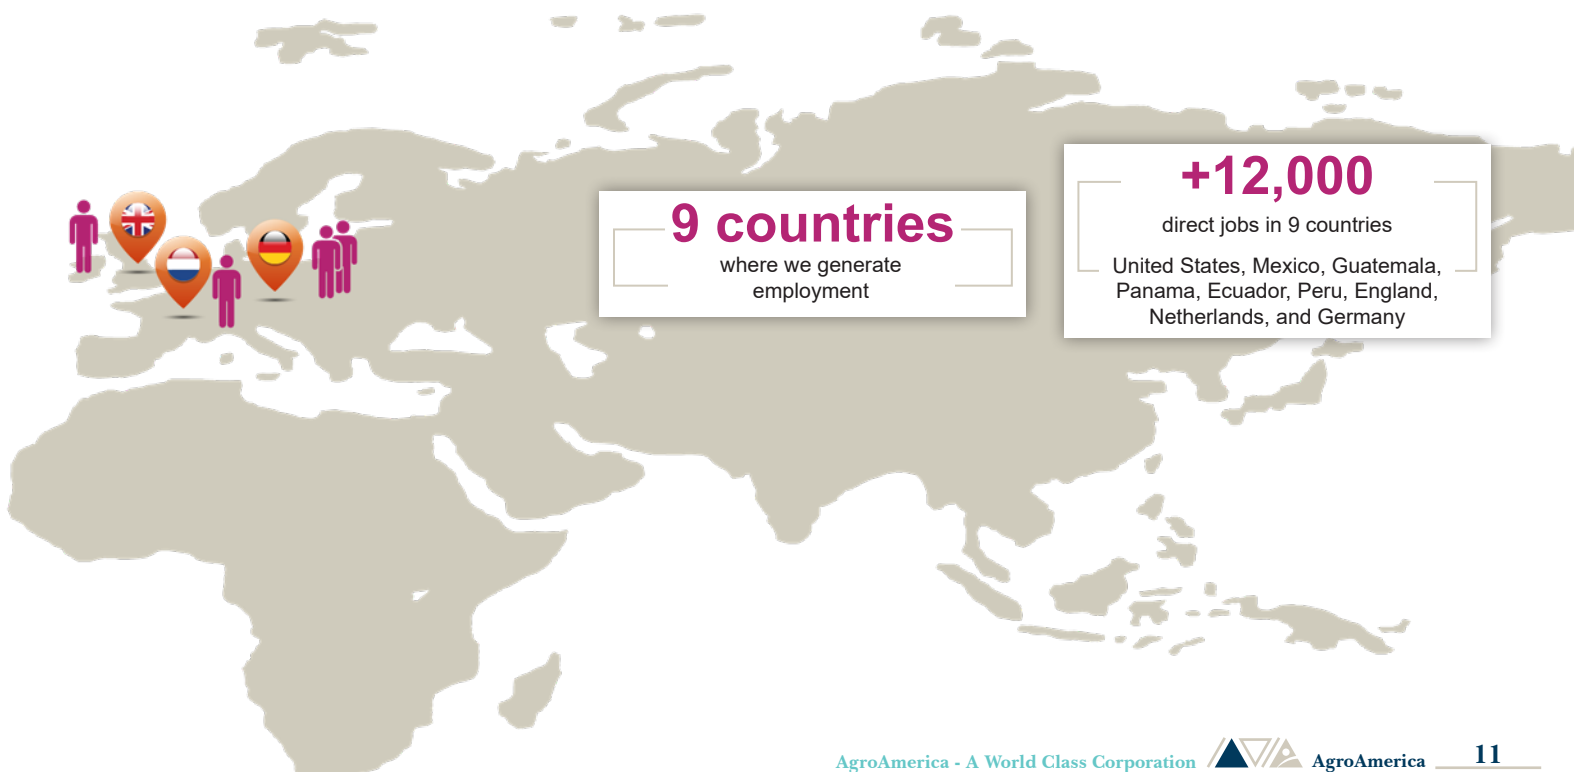 9 countries
where we generate
employment
+12,000
direct jobs in 9 countries
United States, Mexico, Guatemala,
Panama, Ecuador, Peru, England,
Netherlands, and Germany
AgroAmerica - A World Class Corporation
AgroAmerica
11